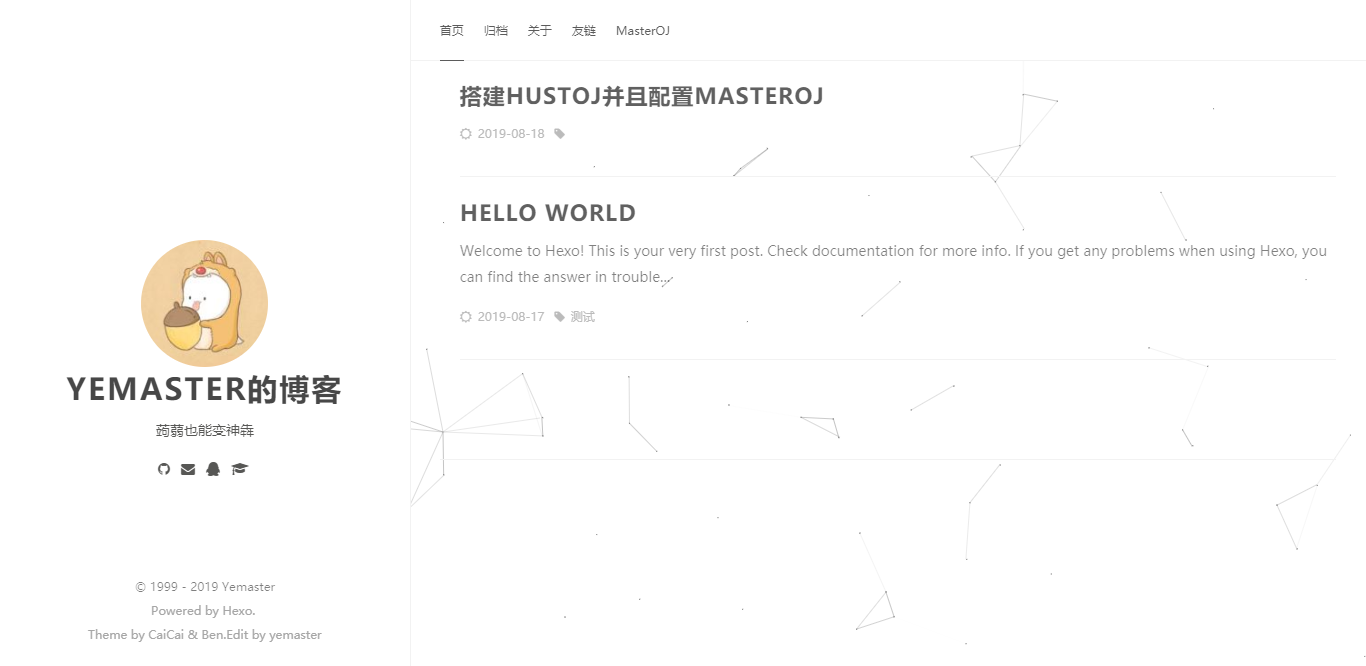 首页 归档 关于 友链 MasterOJ
搭建HUSTOJ并且配置MASTEROJ
2019-08-18
HELLO WORLD
Welcome to Hexo! This is your very first post. Check documentation for more info. If you get any problems when using Hexo, you
can find the answer in trouble...
2019-08-17 测试
YEMASTER的博客
蒟蒻也能变神犇
© 1999 - 2019 Yemaster
Powered by Hexo.
Theme by CaiCai & Ben.Edit by yemaster